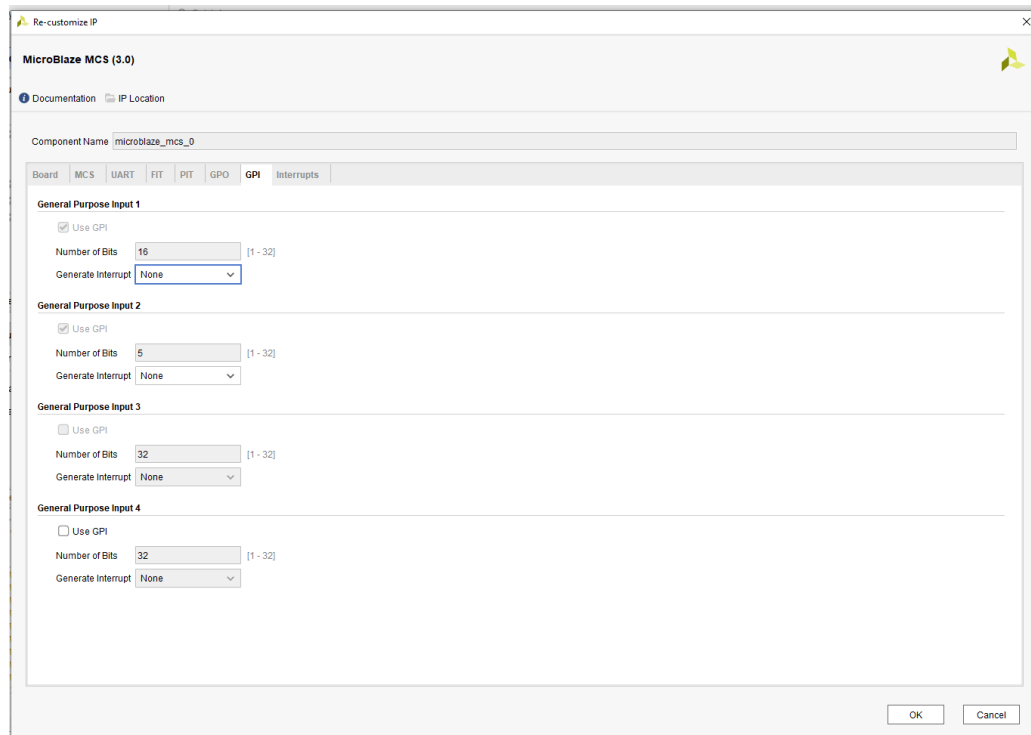 Re-customize IP
MicroBlaze MCS (3.0)
Documentation IP Location
Component Name microblaze_mcs_0
Board MCS UART FIT PIT GPO GPI Interrupts
General Purpose Input 1
Use GPI
Number of Bits 16 [1 - 32]
Generate Interrupt None
General Purpose Input 2
Use GPI
Number of Bits 5 [1 - 32]
Generate Interrupt None
General Purpose Input 3
Use GPI
Number of Bits 32 [1 - 32]
Generate Interrupt None
General Purpose Input 4
Use GPI
Number of Bits 32 [1 - 32]
Generate Interrupt None
OK Cancel